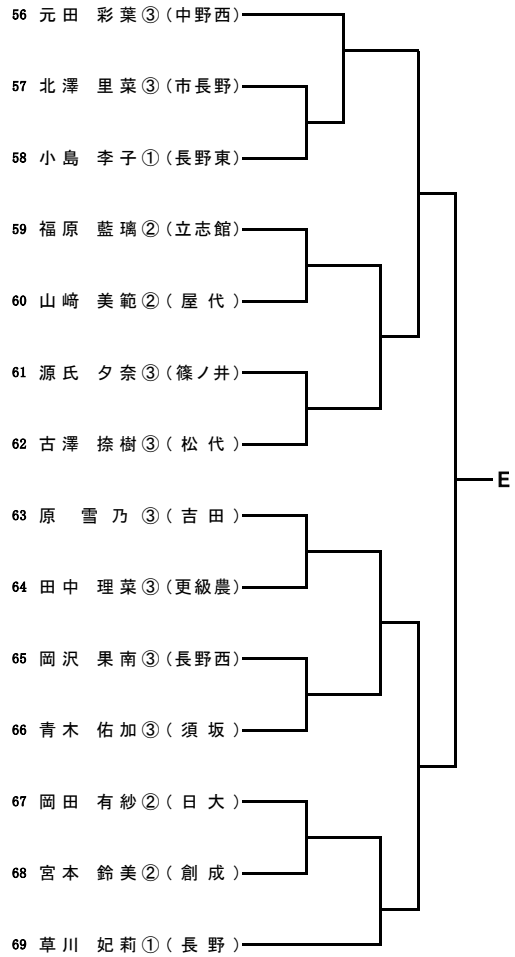 56 元田 彩葉③(中野西)
57 北澤 里菜③(市長野)
58 小島 李子①(長野東)
59 福原 藍璃②(立志館)
60 山﨑 美範②(屋代)
61 源氏 夕奈③(篠ノ井)
62 古澤 捺樹③(松代)
E
63 原 雪乃 ③(吉田)
64 田中 理菜③(更級農)
65 岡沢 果南③(長野西)
66 青木 佑加③(須坂)
67 岡田 有紗②(日大)
68 宮本 鈴美②(創成)
69 草川 妃莉①(長野)